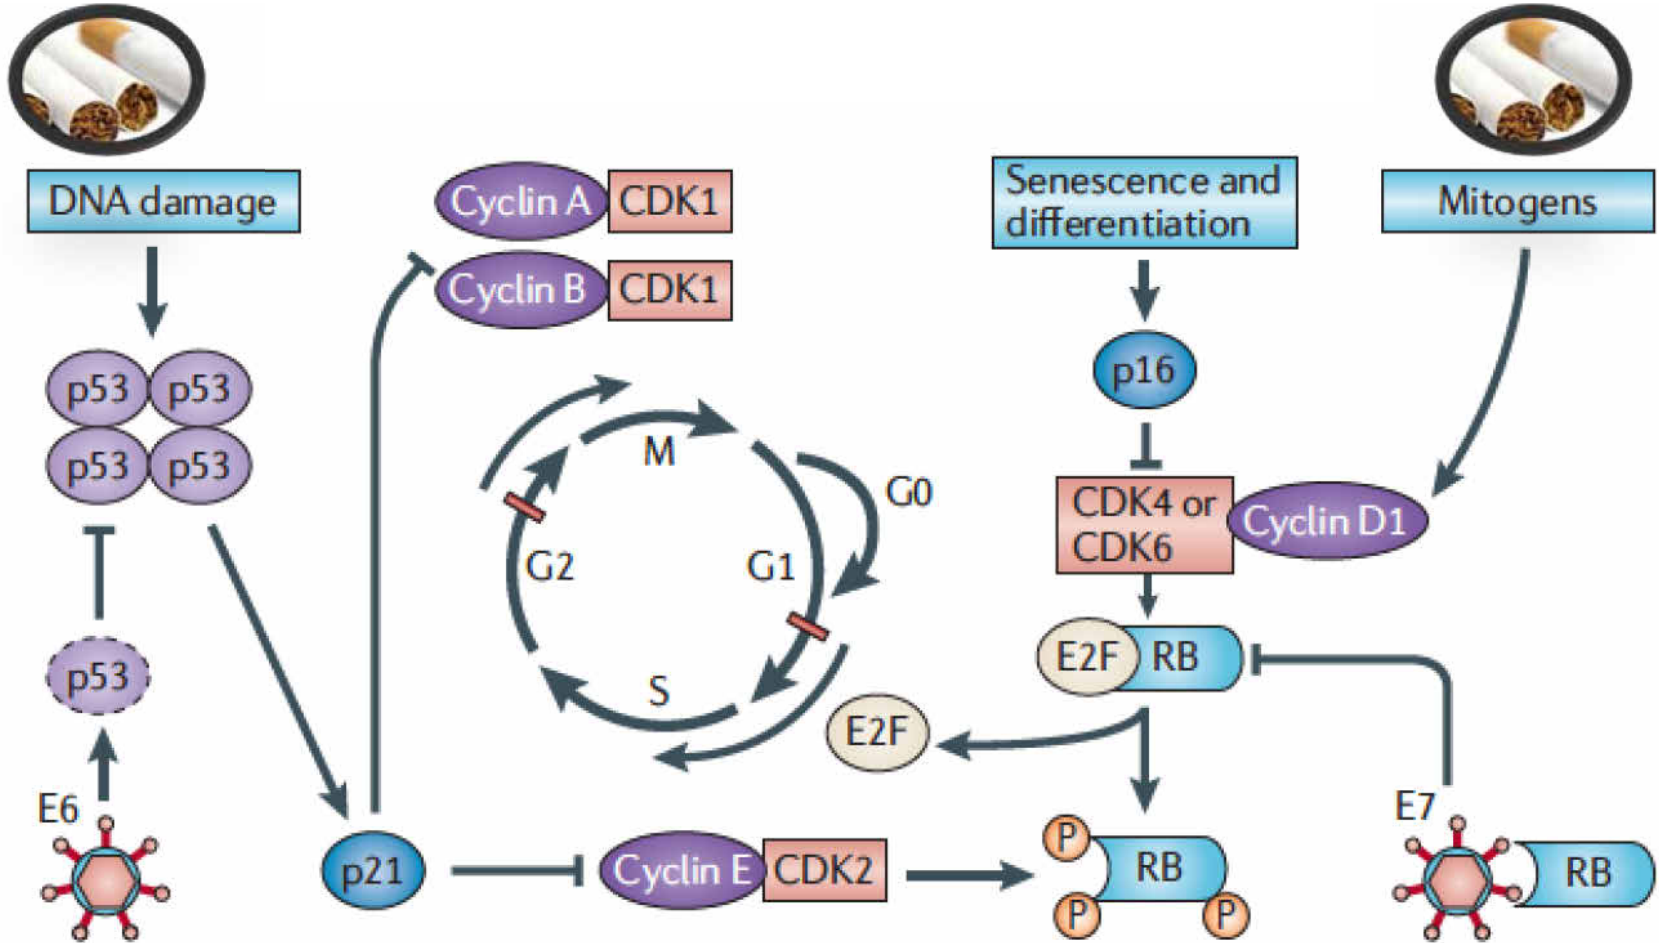 DNA damage
Cyclin A
CDK1
Cyclin B
CDK1
Senescence and
differentiation
Mitogens
p53
p53
p53
p53
p16
M
G0
G1
G2
S
CDK4 or
CDK6
Cyclin D1
E2F
RB
p53
E2F
E6
E7
p21
Cyclin E
CDK2
P
RB
P
P
RB